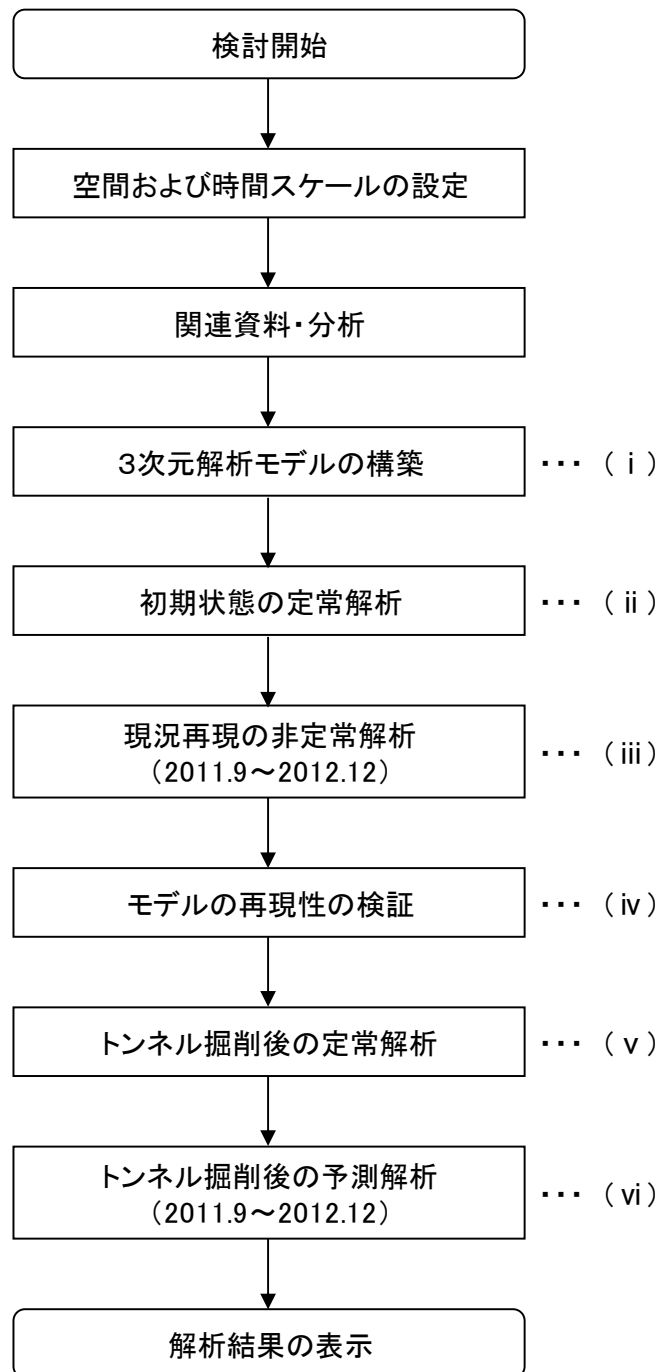 検討開始
空間および時間スケールの設定
関連資料・分析
３次元解析モデルの構築 ・・・（ⅰ）
初期状態の定常解析 ・・・（ⅱ）
現況再現の非定常解析 ・・・（ⅲ）
（2011.9～2012.12）
モデルの再現性の検証 ・・・（ⅳ）
トンネル掘削後の定常解析 ・・・（ⅴ）
トンネル掘削後の予測解析 ・・・（ⅵ）
（2011.9～2012.12）
解析結果の表示